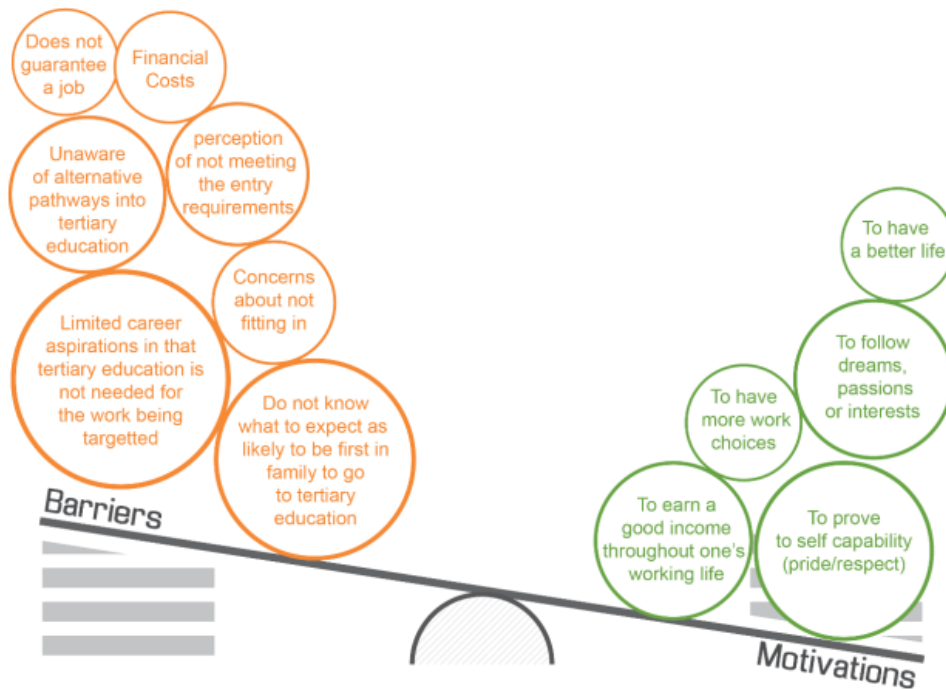 Does not
guarantee
a job
Financial
Costs
Unaware
of alternative
pathways into
tertiary
education
perception
of not meeting
the entry
requirements
Concerns
about not
fitting in
Limited career
aspirations in that
tertiary education is
not needed for
the work being
targetted
Do not know
what to expect as
likely to be first in
family to go
to tertiary
education
Barriers
To have
a better life
To follow
dreams,
passions
or interests
To have
more work
choices
To earn a
good income
throughout one's
working life
To prove
to self capability
(pride/respect)
Motivations